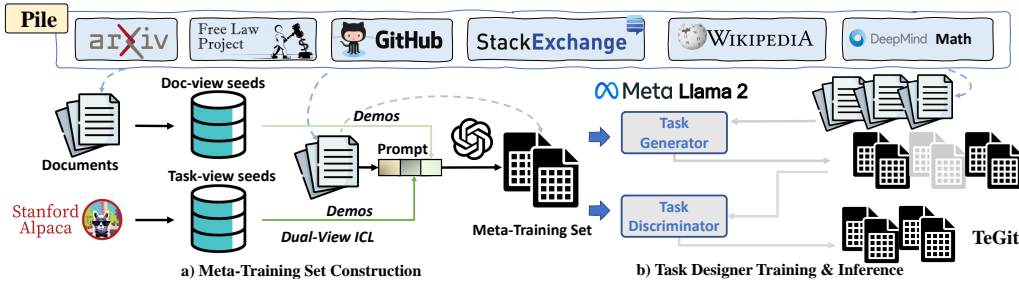 Pile
arXiv
Free Law
Project
GitHub
StackExchange
WIKIPEDIA
DeepMind Math
Doc-view seeds
Documents
Demos
Prompt
Meta Llama 2
Task
Generator
Task-view seeds
Stanford
Alpaca
Demos
Dual-View ICL
Meta-Training Set
Task
Discriminator
TeGit
a) Meta-Training Set Construction
b) Task Designer Training & Inference